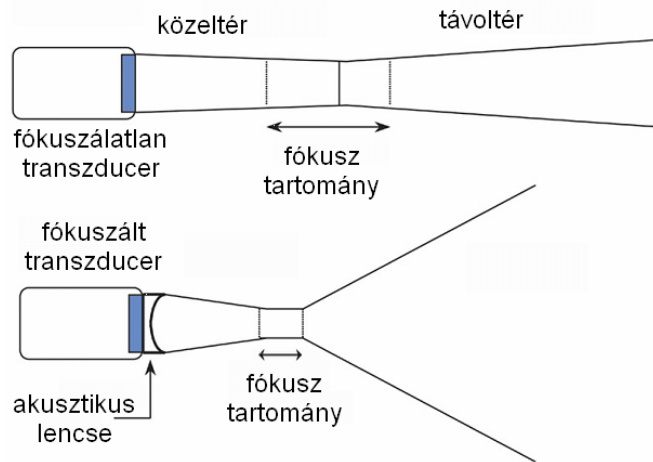 közeltér
távoltér
fókuszálatlan
transzducer
fókusz
tartomány
fókuszált
transzducer
fókusz
tartomány
akusztikus
lencse